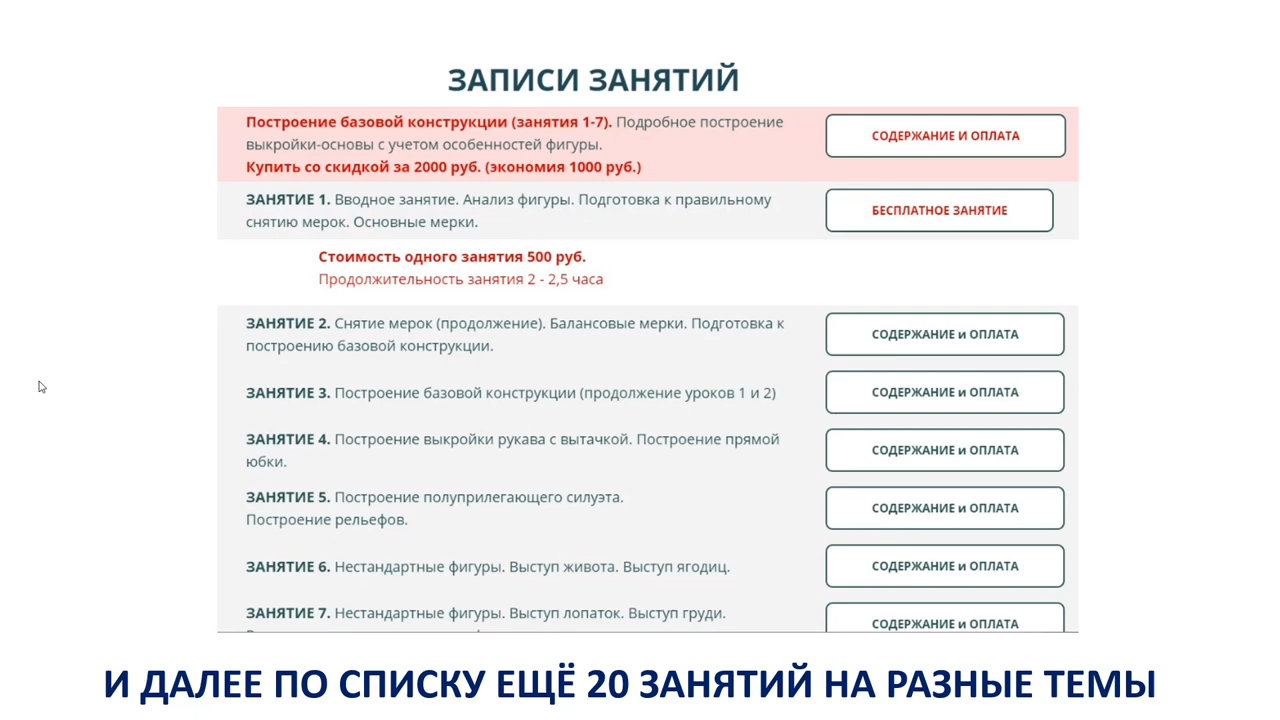 ЗАПИСИ ЗАНЯТИЙ
Построение базовой конструкции (занятия 1-7). Подробное построение
выкройки-основы с учетом особенностей фигуры.
Купить со скидкой за 2000 руб. (экономия 1000 руб.)
СОДЕРЖАНИЕ И ОПЛАТА
ЗАНЯТИЕ 1. Вводное занятие. Анализ фигуры. Подготовка к правильному
снятию мерок. Основные мерки.
БЕСПЛАТНОЕ ЗАНЯТИЕ
Стоимость одного занятия 500 руб.
Продолжительность занятия 2 - 2,5 часа
ЗАНЯТИЕ 2. Снятие мерок (продолжение). Балансовые мерки. Подготовка к
построению базовой конструкции.
СОДЕРЖАНИЕ и ОПЛАТА
ЗАНЯТИЕ 3. Построение базовой конструкции (продолжение уроков 1 и 2)
СОДЕРЖАНИЕ и ОПЛАТА
ЗАНЯТИЕ 4. Построение выкройки рукава с вытачкой. Построение прямой
юбки.
СОДЕРЖАНИЕ и ОПЛАТА
ЗАНЯТИЕ 5. Построение полуприлегающего силуэта.
Построение рельефов.
СОДЕРЖАНИЕ и ОПЛАТА
ЗАНЯТИЕ 6. Нестандартные фигуры. Выступ живота. Выступ ягодиц.
СОДЕРЖАНИЕ и ОПЛАТА
ЗАНЯТИЕ 7. Нестандартные фигуры. Выступ лопаток. Выступ груди.
СОДЕРЖАНИЕ и ОПЛАТА
И ДАЛЕЕ ПО СПИСКУ ЕЩЁ 20 ЗАНЯТИЙ НА РАЗНЫЕ ТЕМЫ